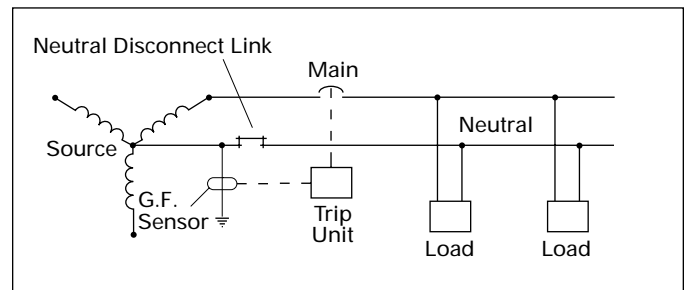 Neutral Disconnect Link
Main
Neutral
Source
G.F.
Sensor
Trip
Unit
Load
Load